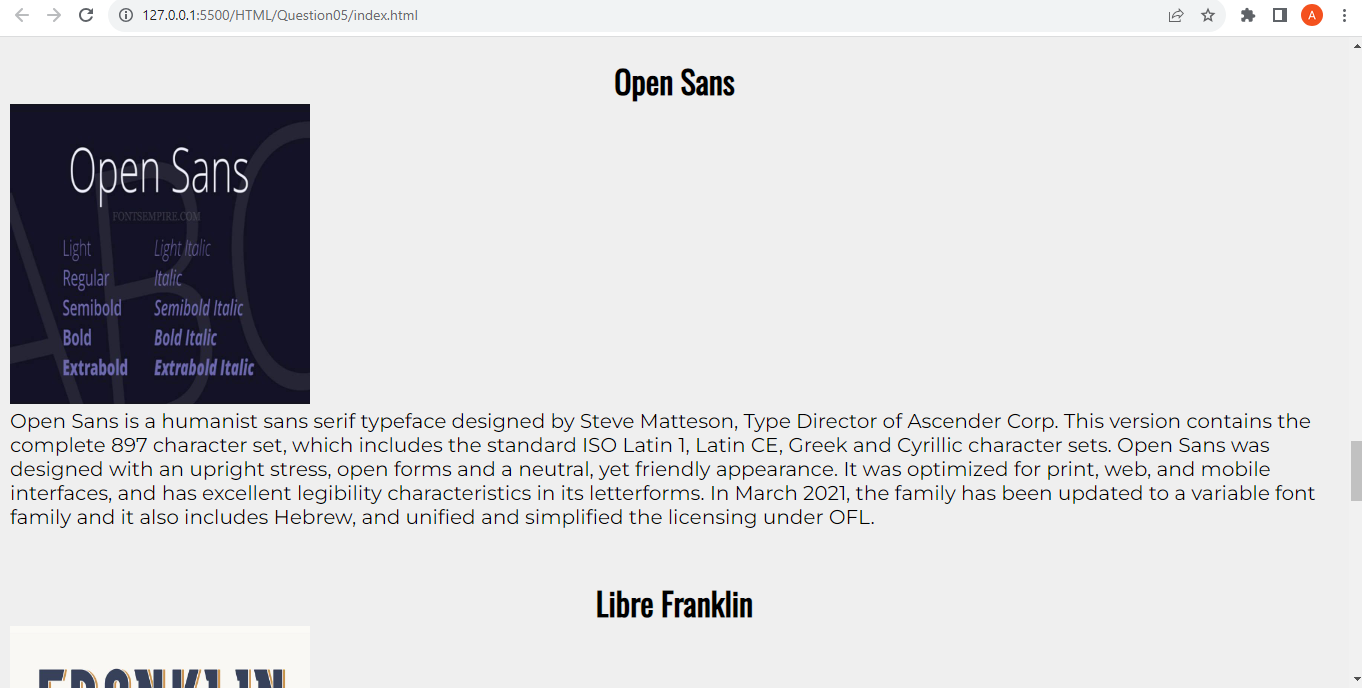 127.0.0.1:5500/HTML/Question05/index.html
A
Open Sans
Open Sans
FONTSEMPIRE.COM
Light Light Italic
Regular Italic
Semibold Semibold Italic
Bold Bold Italic
Extrabold Extrabold Italic
ABC
Open Sans is a humanist sans serif typeface designed by Steve Matteson, Type Director of Ascender Corp. This version contains the
complete 897 character set, which includes the standard ISO Latin 1, Latin CE, Greek and Cyrillic character sets. Open Sans was
designed with an upright stress, open forms and a neutral, yet friendly appearance. It was optimized for print, web, and mobile
interfaces, and has excellent legibility characteristics in its letterforms. In March 2021, the family has been updated to a variable font
family and it also includes Hebrew, and unified and simplified the licensing under OFL.
Libre Franklin
FRANKLIN